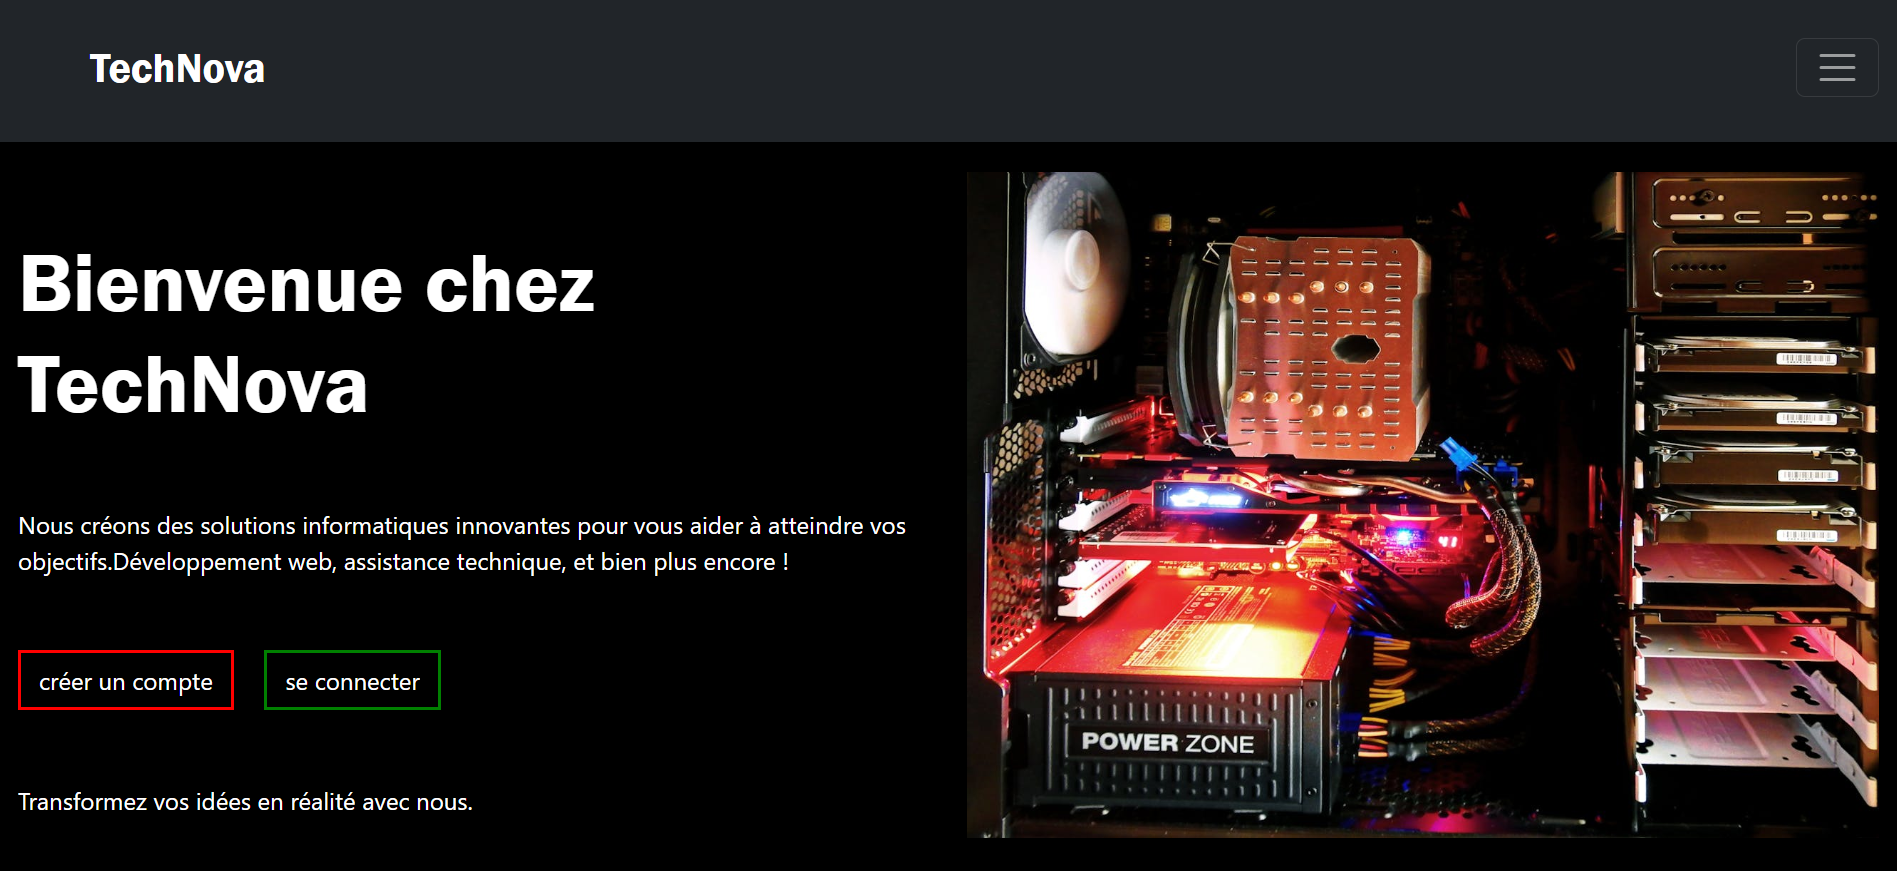 TechNova
Bienvenue chez
TechNova
Nous créons des solutions informatiques innovantes pour vous aider à atteindre vos
objectifs.Développement web, assistance technique, et bien plus encore !
créer un compte
se connecter
Transformez vos idées en réalité avec nous.
41
POWER ZONE